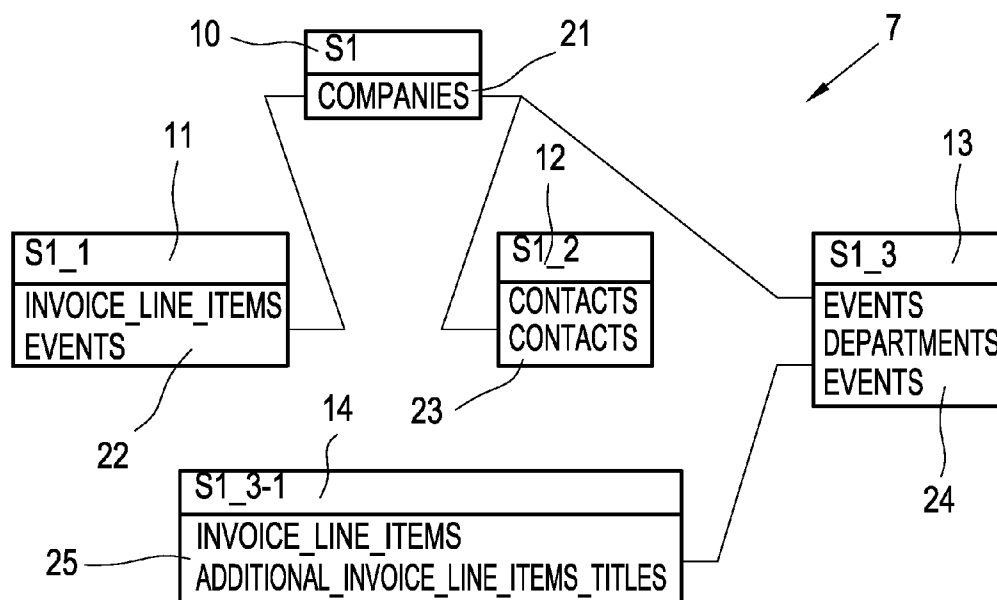 10
S1
21
7
COMPANIES
11
12
13
S1_1
INVOICE_LINE_ITEMS
EVENTS
S1_2
CONTACTS
CONTACTS
S1_3
EVENTS
DEPARTMENTS
EVENTS
22
14
23
24
S1_3-1
INVOICE_LINE_ITEMS
25
ADDITIONAL_INVOICE_LINE_ITEMS_TITLES